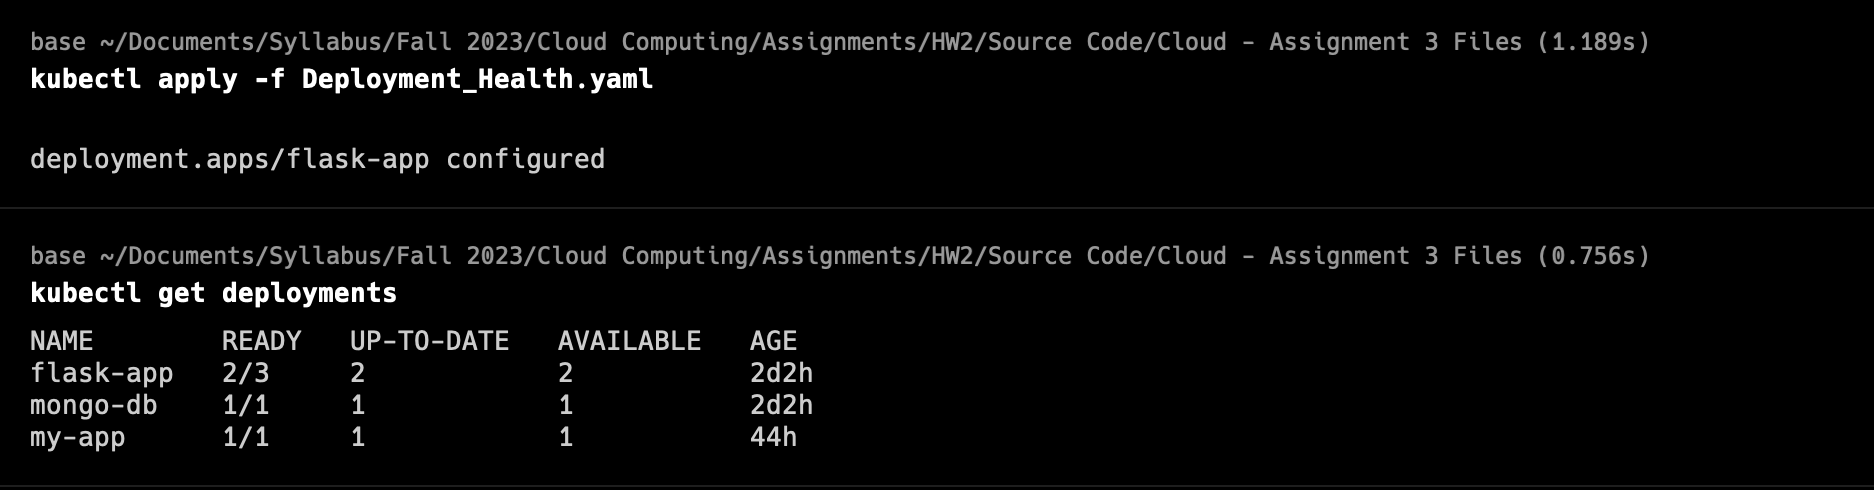 base ~/Documents/Syllabus/Fall 2023/Cloud Computing/Assignments/HW2/Source Code/Cloud - Assignment 3 Files (1.189s)
kubectl apply -f Deployment_Health.yaml
deployment.apps/flask-app configured
base ~/Documents/Syllabus/Fall 2023/Cloud Computing/Assignments/HW2/Source Code/Cloud - Assignment 3 Files (0.756s)
kubectl get deployments
NAME        READY   UP-TO-DATE   AVAILABLE   AGE
flask-app   2/3     2            2           2d2h
mongo-db    1/1     1            1           2d2h
my-app      1/1     1            1           44h